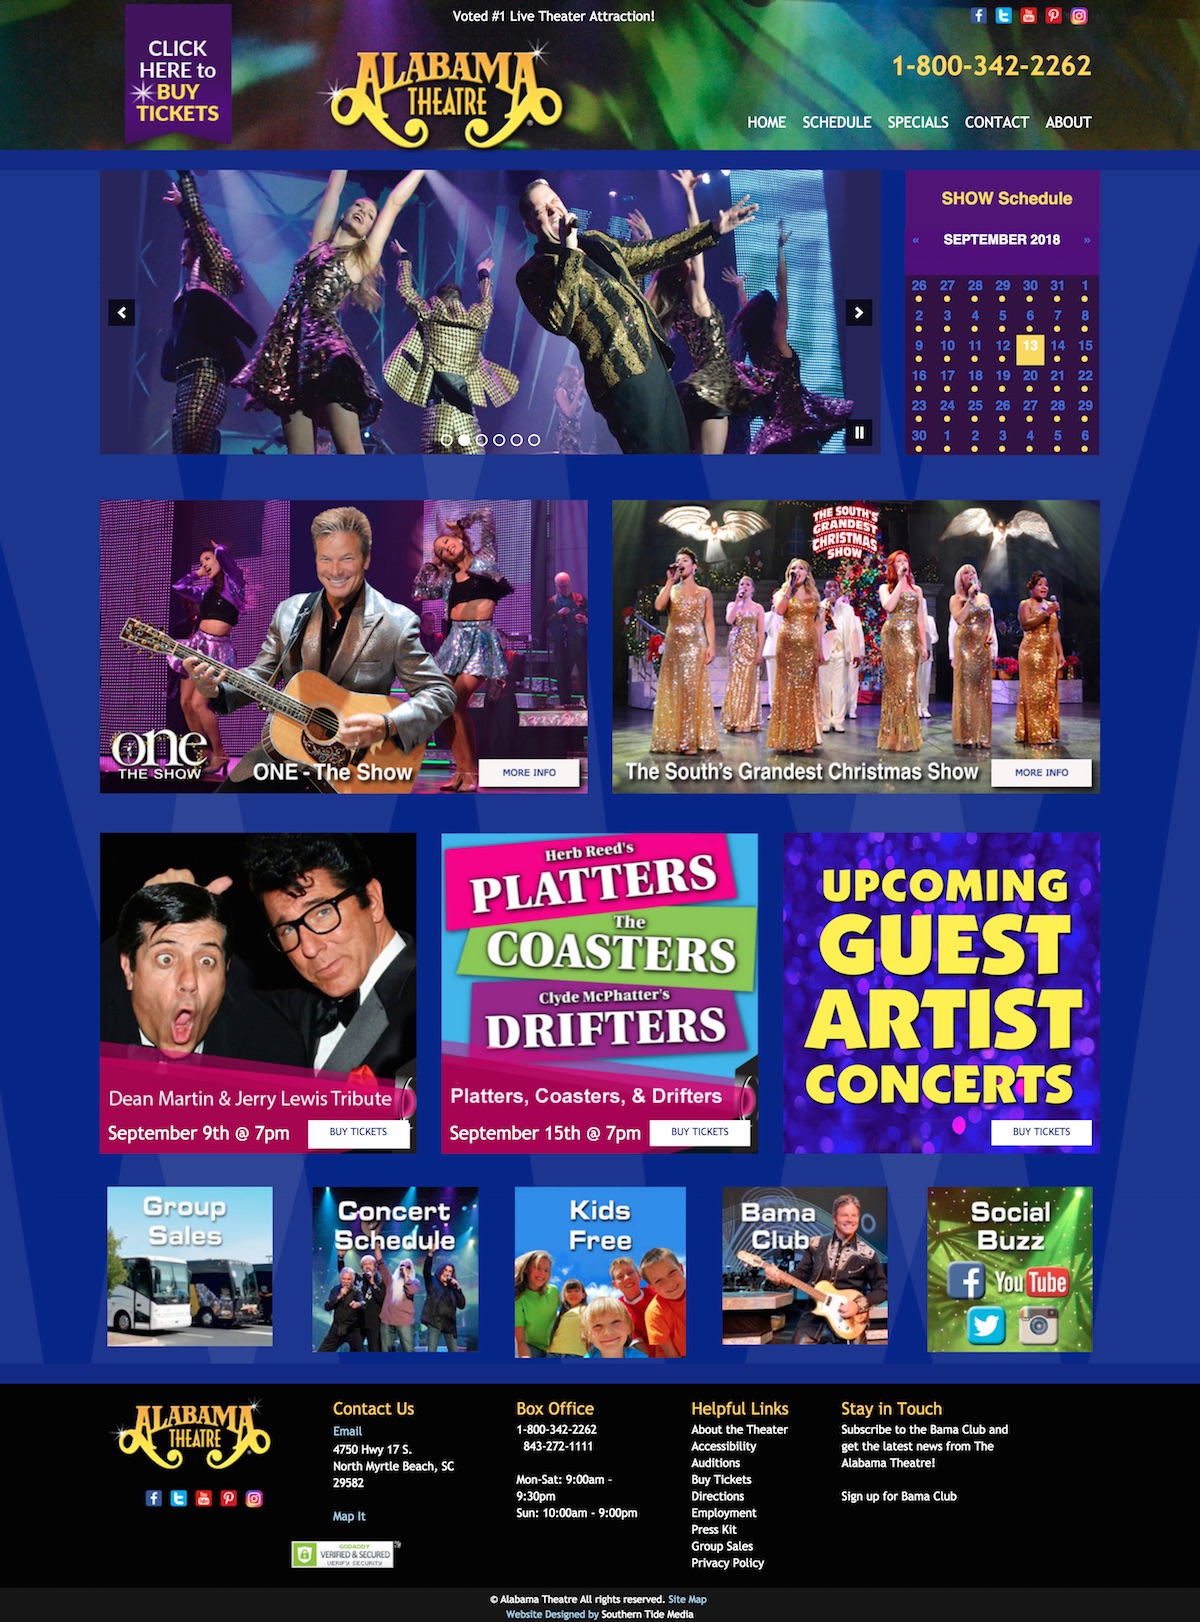 Voted #1 Live Theater Attraction!
CLICK
HERE to
BUY
TICKETS
ALABAMA
THEATRE
1-800-342-2262
HOME SCHEDULE SPECIALS CONTACT ABOUT
SHOW Schedule
« SEPTEMBER 2018 »
26 27 28 29 30 31 1
2 3 4 5 6 7 8
9 10 11 12 13 14 15
16 17 18 19 20 21 22
23 24 25 26 27 28 29
30 1 2 3 4 5 6
one
THE SHOW
ONE - The Show
MORE INFO
THE SOUTH'S
GRANDEST
CHRISTMAS
SHOW
The South's Grandest Christmas Show
MORE INFO
Dean Martin & Jerry Lewis Tribute
September 9th @ 7pm
BUY TICKETS
Herb Reed's
PLATTERS
The
COASTERS
Clyde McPhatter's
DRIFTERS
Platters, Coasters, & Drifters
September 15th @ 7pm
BUY TICKETS
UPCOMING
GUEST
ARTIST
CONCERTS
BUY TICKETS
Group
Sales
Concert
Schedule
Kids
Free
Bama
Club
Social
Buzz
YouTube
ALABAMA
THEATRE
Contact Us
Email
4750 Hwy 17 S.
North Myrtle Beach, SC
29582
Map It
GODADDY
VERIFIED & SECURED
VERIFY SECURITY
Box Office
1-800-342-2262
843-272-1111
Mon-Sat: 9:00am -
9:30pm
Sun: 10:00am - 9:00pm
Helpful Links
About the Theater
Accessibility
Auditions
Buy Tickets
Directions
Employment
Press Kit
Group Sales
Privacy Policy
Stay in Touch
Subscribe to the Bama Club and
get the latest news from The
Alabama Theatre!
Sign up for Bama Club
© Alabama Theatre All rights reserved. Site Map
Website Designed by Southern Tide Media